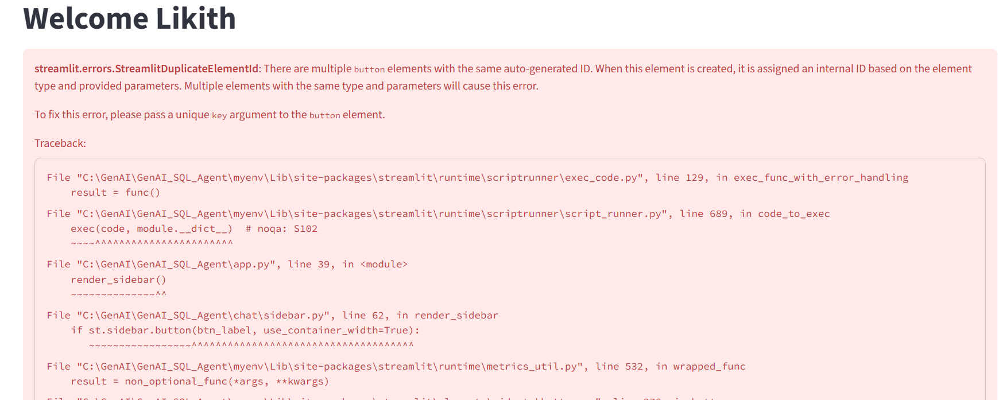 Welcome Likith
streamlit.errors.StreamlitDuplicateElementId: There are multiple button elements with the same auto-generated ID. When this element is created, it is assigned an internal ID based on the element
type and provided parameters. Multiple elements with the same type and parameters will cause this error.
To fix this error, please pass a unique key argument to the button element.
Traceback:
File "C:\GenAI\GenAI_SQL_Agent\myenv\Lib\site-packages\streamlit\runtime\scriptrunner\exec_code.py", line 129, in exec_func_with_error_handling
result = func()
File "C:\GenAI\GenAI_SQL_Agent\myenv\Lib\site-packages\streamlit\runtime\scriptrunner\script_runner.py", line 689, in code_to_exec
exec(code, module.__dict__)  # noqa: S102
~~~~^^^^^^^^^^^^^^^^^^^^^^^
File "C:\GenAI\GenAI_SQL_Agent\app.py", line 39, in <module>
render_sidebar()
~~~~~~~~~~~~~~^^
File "C:\GenAI\GenAI_SQL_Agent\chat\sidebar.py", line 62, in render_sidebar
if st.sidebar.button(btn_label, use_container_width=True):
~~~~~~~~~~~~~~~~~^^^^^^^^^^^^^^^^^^^^^^^^^^^^^^^^^^^^^
File "C:\GenAI\GenAI_SQL_Agent\myenv\Lib\site-packages\streamlit\runtime\metrics_util.py", line 532, in wrapped_func
result = non_optional_func(*args, **kwargs)